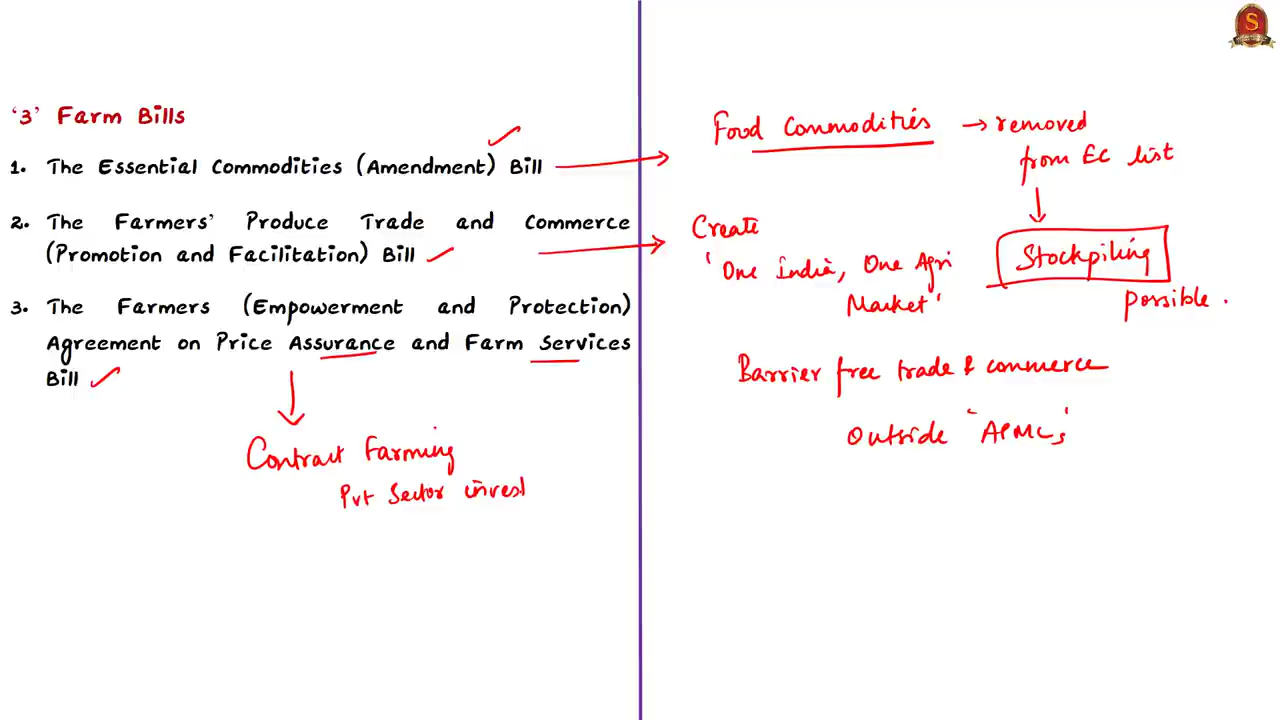 '3' Farm Bills
1. The Essential Commodities (Amendment) Bill
2. The Farmers' Produce Trade and Commerce
(Promotion and Facilitation) Bill
3. The Farmers (Empowerment and Protection)
Agreement on Price Assurance and Farm Services
Bill
Contract Farming
Pvt Sector invest
Food Commodities → removed
from EC list
Stockpiling
possible.
Create
'One India, One Agri
Market'
Barrier free trade & commerce
Outside 'APMCs'
S